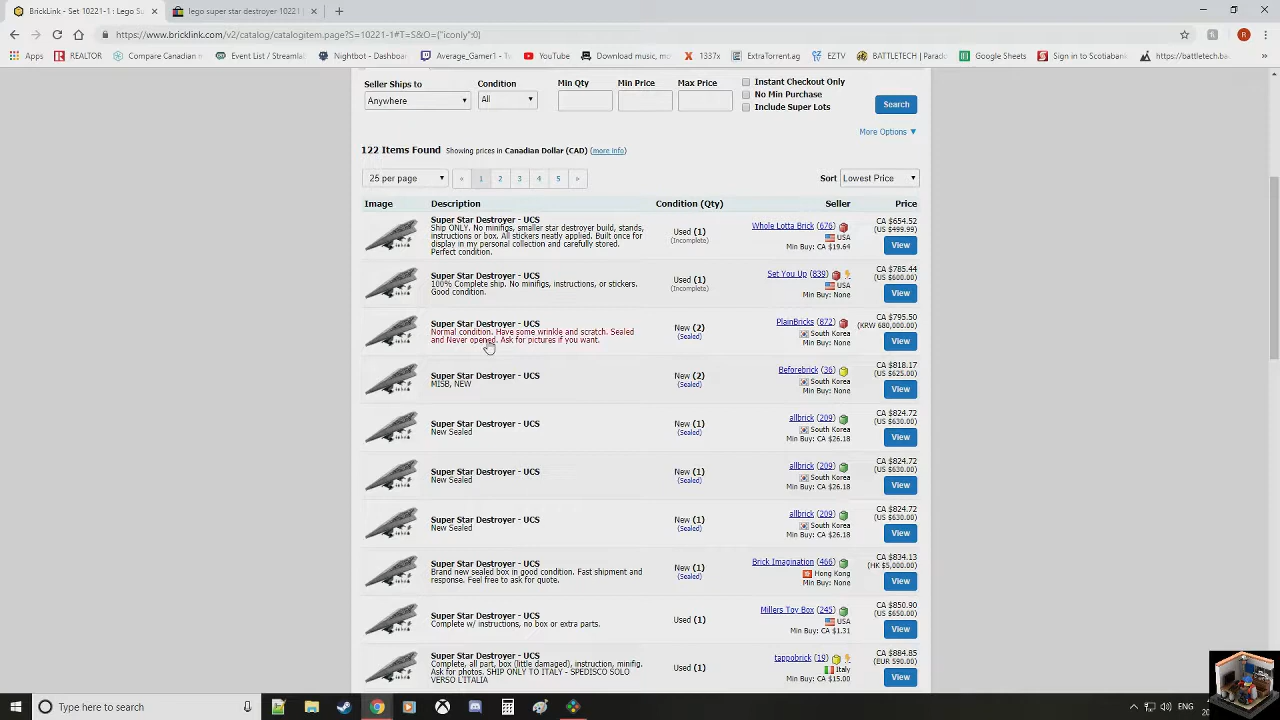 BrickLink - Set 10221-1 : Lego Su
lego super star destroyer 10221
https://www.bricklink.com/v2/catalog/catalogitem.page?S=10221-1#T=S&O={"iconly":0}
Apps
REALTOR
Compare Canadian m
Event List / Streamlab
Nightbot - Dashboard
Average_Gamer1 - Tw
YouTube
Download music, mo
1337x
ExtraTorrent.ag
EZTV
BATTLETECH | Parado
Google Sheets
Sign in to Scotiabank
https://battletech.ba
Seller Ships to
Condition
Min Qty
Min Price
Max Price
Instant Checkout Only
No Min Purchase
Include Super Lots
Anywhere
All
Search
More Options ▼
122 Items Found Showing prices in Canadian Dollar (CAD) (more info)
25 per page
« 1 2 3 4 5 »
Sort Lowest Price
Image Description Condition (Qty) Seller Price
Super Star Destroyer - UCS
Ship ONLY. No minifigs, smaller star destroyer build, stands,
instructions or box. All stickers neatly applied. Built once for
display in my personal collection and carefully stored.
Perfect condition.
Used (1)
(Incomplete)
Whole Lotta Brick (676)
USA
Min Buy: CA $19.64
CA $654.52
(US $499.99)
View
Super Star Destroyer - UCS
100% Complete ship. No minifigs, instructions, or stickers.
Good condition.
Used (1)
(Incomplete)
Set You Up (839)
USA
Min Buy: None
CA $785.44
(US $600.00)
View
Super Star Destroyer - UCS
Normal condition. Have some wrinkle and scratch. Sealed
and Never opened. Ask for pictures if you want.
New (2)
(Sealed)
PlainBricks (872)
South Korea
Min Buy: None
CA $795.50
(KRW 680,000.00)
View
Super Star Destroyer - UCS
MISB, NEW
New (2)
(Sealed)
Beforebrick (36)
South Korea
Min Buy: None
CA $818.17
(US $625.00)
View
Super Star Destroyer - UCS
New Sealed
New (1)
(Sealed)
allbrick (209)
South Korea
Min Buy: CA $26.18
CA $824.72
(US $630.00)
View
Super Star Destroyer - UCS
New Sealed
New (1)
(Sealed)
allbrick (209)
South Korea
Min Buy: CA $26.18
CA $824.72
(US $630.00)
View
Super Star Destroyer - UCS
New Sealed
New (1)
(Sealed)
allbrick (209)
South Korea
Min Buy: CA $26.18
CA $824.72
(US $630.00)
View
Super Star Destroyer - UCS
Brand new sealed box in good condition. Fast shipment and
response. Feel free to ask for quote.
New (1)
(Sealed)
Brick Imagination (466)
Hong Kong
Min Buy: None
CA $834.13
(HK $5,000.00)
View
Super Star Destroyer - UCS
Complete w/ instructions, no box or extra parts.
Used (1)
Millers Toy Box (245)
USA
Min Buy: CA $1.31
CA $850.90
(US $650.00)
View
Super Star Destroyer - UCS
Complete, all part, box (little damaged), instruction, minifig.
Ask for photos. SHIP ONLY TO ITALY - SPEDISCO SOLO
VERSO L'ITALIA
Used (1)
tappobrick (19)
Italy
Min Buy: CA $15.00
CA $884.85
(EUR 590.00)
View
Type here to search
ENG